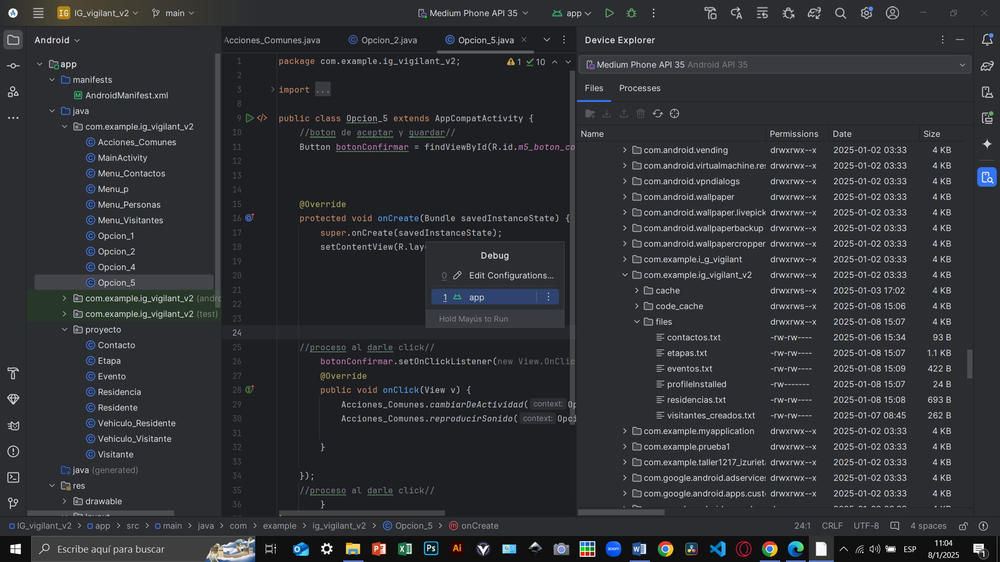 IG IG_vigilant_v2 main Medium Phone API 35 app
Android
app
manifests
AndroidManifest.xml
java
com.example.ig_vigilant_v2
Acciones_Comunes
MainActivity
Menu_Contactos
Menu_p
Menu_Personas
Menu_Visitantes
Opcion_1
Opcion_2
Opcion_4
Opcion_5
com.example.ig_vigilant_v2 (andro
com.example.ig_vigilant_v2 (test)
proyecto
Contacto
Etapa
Evento
Residencia
Residente
Vehiculo_Residente
Vehiculo_Visitante
Visitante
java (generated)
res
drawable
layout
Acciones_Comunes.java Opcion_2.java Opcion_5.java
1 package com.example.ig_vigilant_v2; 1 10
2
3 import ...
8
9 public class Opcion_5 extends AppCompatActivity {
10 //boton de aceptar y guardar//
11 Button botonConfirmar = findViewById(R.id.m5_boton_co
12
13
14
15 @Override
16 protected void onCreate(Bundle savedInstanceState) {
17 super.onCreate(savedInstanceState);
18 setContentView(R.lay
19
20
21
22
23
24
25 //proceso al darle click//
26 botonConfirmar.setOnClickListener(new View.OnClic
27 @Override
28 public void onClick(View v) {
29 Acciones_Comunes.cambiarDeActividad( context: Op
30 Acciones_Comunes.reproducirSonido( context: Opci
31
32 }
33
34 });
35 //proceso al darle click//
36 }
Debug
0 Edit Configurations...
1 app
Hold Mayús to Run
Device Explorer
Medium Phone API 35 Android API 35
Files Processes
Name Permissions Date Size
com.android.vending drwxrwx--x 2025-01-02 03:33 4 KB
com.android.virtualmachine.res drwxrwx--x 2025-01-02 03:33 4 KB
com.android.vpndialogs drwxrwx--x 2025-01-02 03:33 4 KB
com.android.wallpaper drwxrwx--x 2025-01-02 03:33 4 KB
com.android.wallpaper.livepick drwxrwx--x 2025-01-02 03:33 4 KB
com.android.wallpaperbackup drwxrwx--x 2025-01-02 03:33 4 KB
com.android.wallpapercropper drwxrwx--x 2025-01-02 03:33 4 KB
com.example.i_g_vigilant drwxrwx--x 2025-01-02 03:33 4 KB
com.example.ig_vigilant_v2 drwxrwx--x 2025-01-02 03:33 4 KB
cache drwxrws--x 2025-01-03 17:02 4 KB
code_cache drwxrws--x 2025-01-08 15:06 4 KB
files drwxrwx--x 2025-01-08 15:07 4 KB
contactos.txt -rw-rw---- 2025-01-06 15:34 93 B
etapas.txt -rw-rw---- 2025-01-08 15:07 1.1 KB
eventos.txt -rw-rw---- 2025-01-08 15:09 422 B
profileInstalled -rw------- 2025-01-08 15:07 24 B
residencias.txt -rw-rw---- 2025-01-08 15:08 693 B
visitantes_creados.txt -rw-rw---- 2025-01-07 08:45 262 B
com.example.myapplication drwxrwx--x 2025-01-02 03:33 4 KB
com.example.prueba1 drwxrwx--x 2025-01-02 03:33 4 KB
com.example.taller1217_izurieta drwxrwx--x 2025-01-02 03:33 4 KB
com.google.android.adservices drwxrwx--x 2025-01-02 03:33 4 KB
com.google.android.apps.cust drwxrwx--x 2025-01-02 03:33 4 KB
IG_vigilant_v2 > app > src > main > java > com > example > ig_vigilant_v2 > Opcion_5 > onCreate 24:1 CRLF UTF-8 4 spaces
Escribe aquí para buscar
Ps
Ai
zoom
ESP
11:04
8/1/2025
1